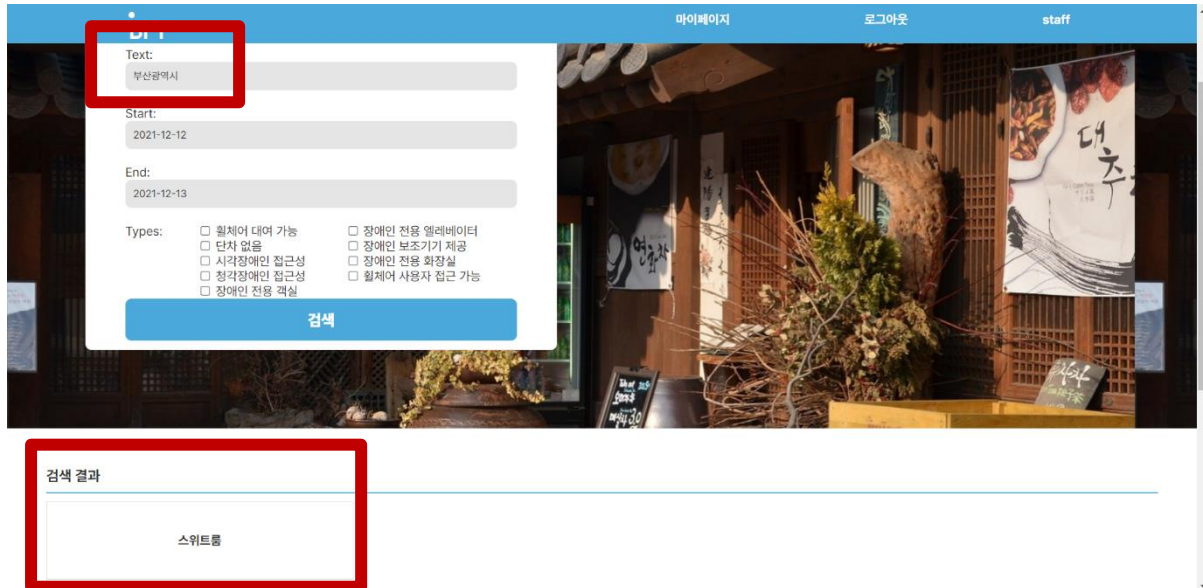 마이페이지 로그아웃 staff
Text:
부산광역시
Start:
2021-12-12
End:
2021-12-13
Types:
휠체어 대여 가능 장애인 전용 엘레베이터
단차 없음 장애인 보조기기 제공
시각장애인 접근성 장애인 전용 화장실
청각장애인 접근성 휠체어 사용자 접근 가능
장애인 전용 객실
검색
대추
연화차
검색 결과
스위트룸